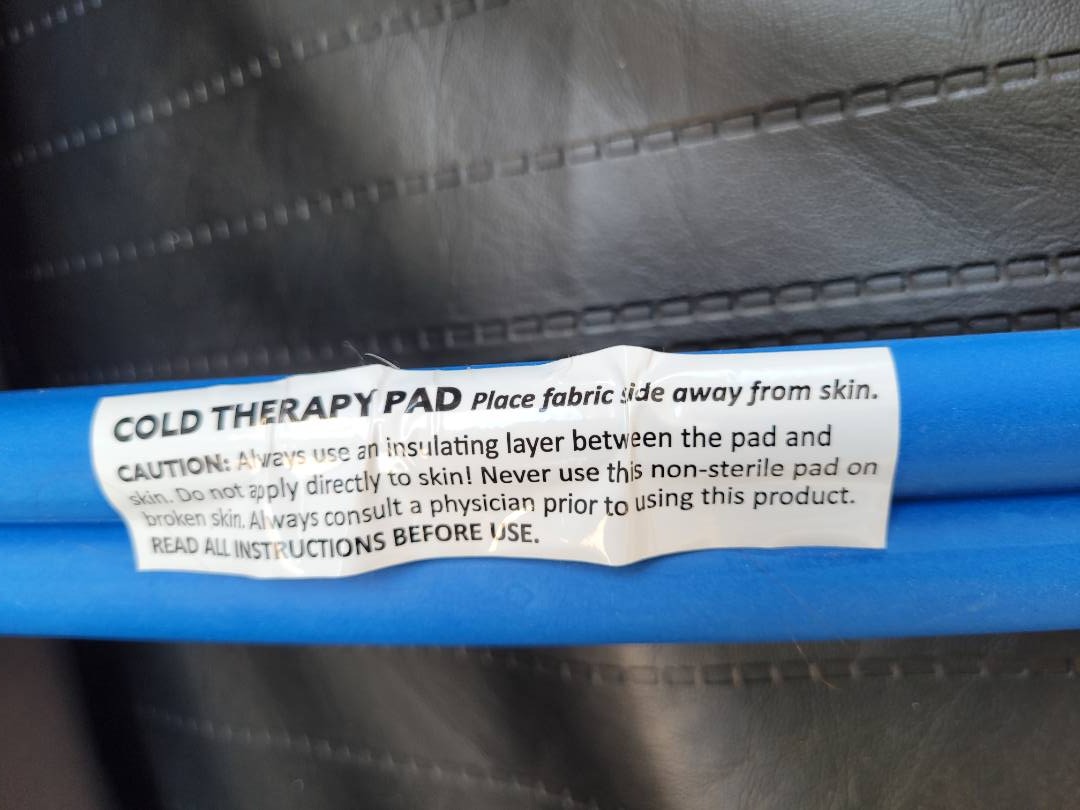 COLD THERAPY PAD Place fabric side away from skin.
CAUTION: Always use an insulating layer between the pad and
skin. Do not apply directly to skin! Never use this non-sterile pad on
broken skin. Always consult a physician prior to using this product.
READ ALL INSTRUCTIONS BEFORE USE.